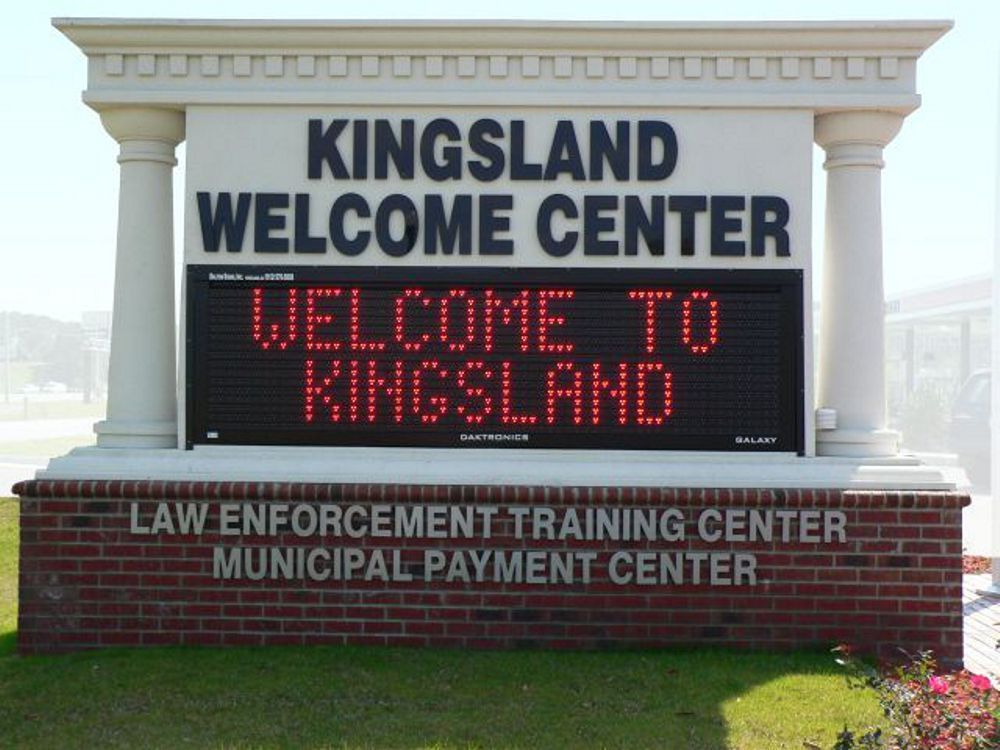 KINGSLAND
WELCOME CENTER
WELCOME TO
KINGSLAND
DAKTRONICS
GALAXY
LAW ENFORCEMENT TRAINING CENTER
MUNICIPAL PAYMENT CENTER